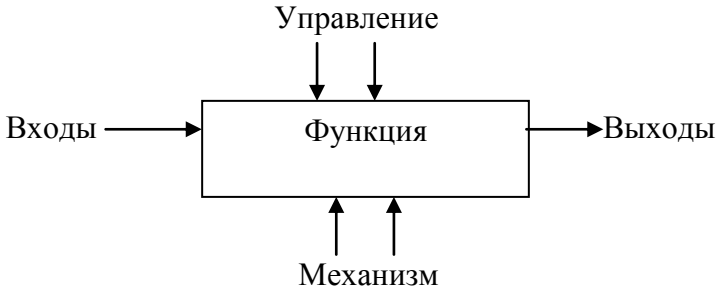 Управление
Входы
Функция
Выходы
Механизм